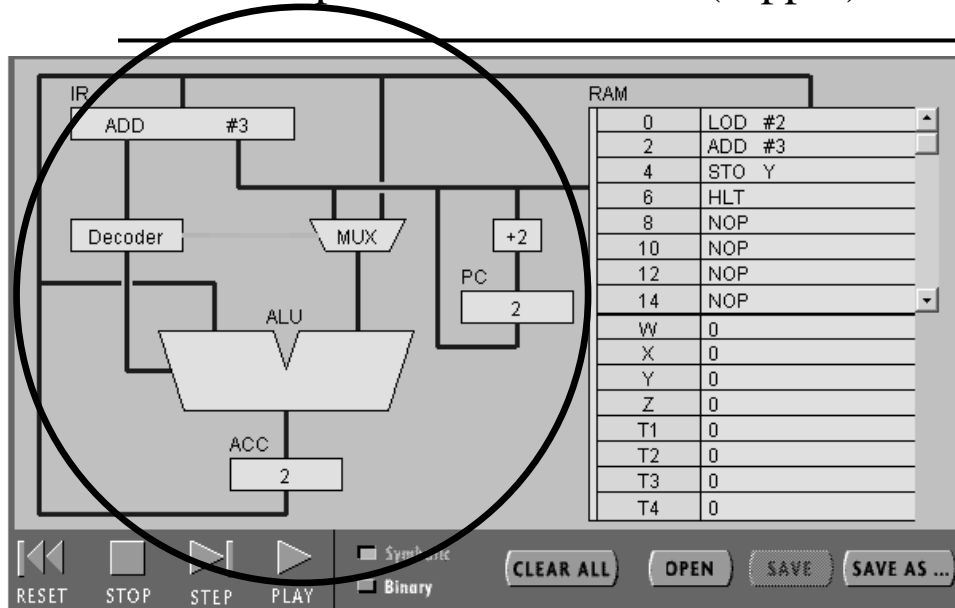 IR
ADD #3
Decoder
MUX
+2
PC
2
ALU
ACC
2
RAM
0 LOD #2
2 ADD #3
4 STO Y
6 HLT
8 NOP
10 NOP
12 NOP
14 NOP
W 0
X 0
Y 0
Z 0
T1 0
T2 0
T3 0
T4 0
RESET STOP STEP PLAY
Symbolic
Binary
CLEAR ALL OPEN SAVE SAVE AS ...